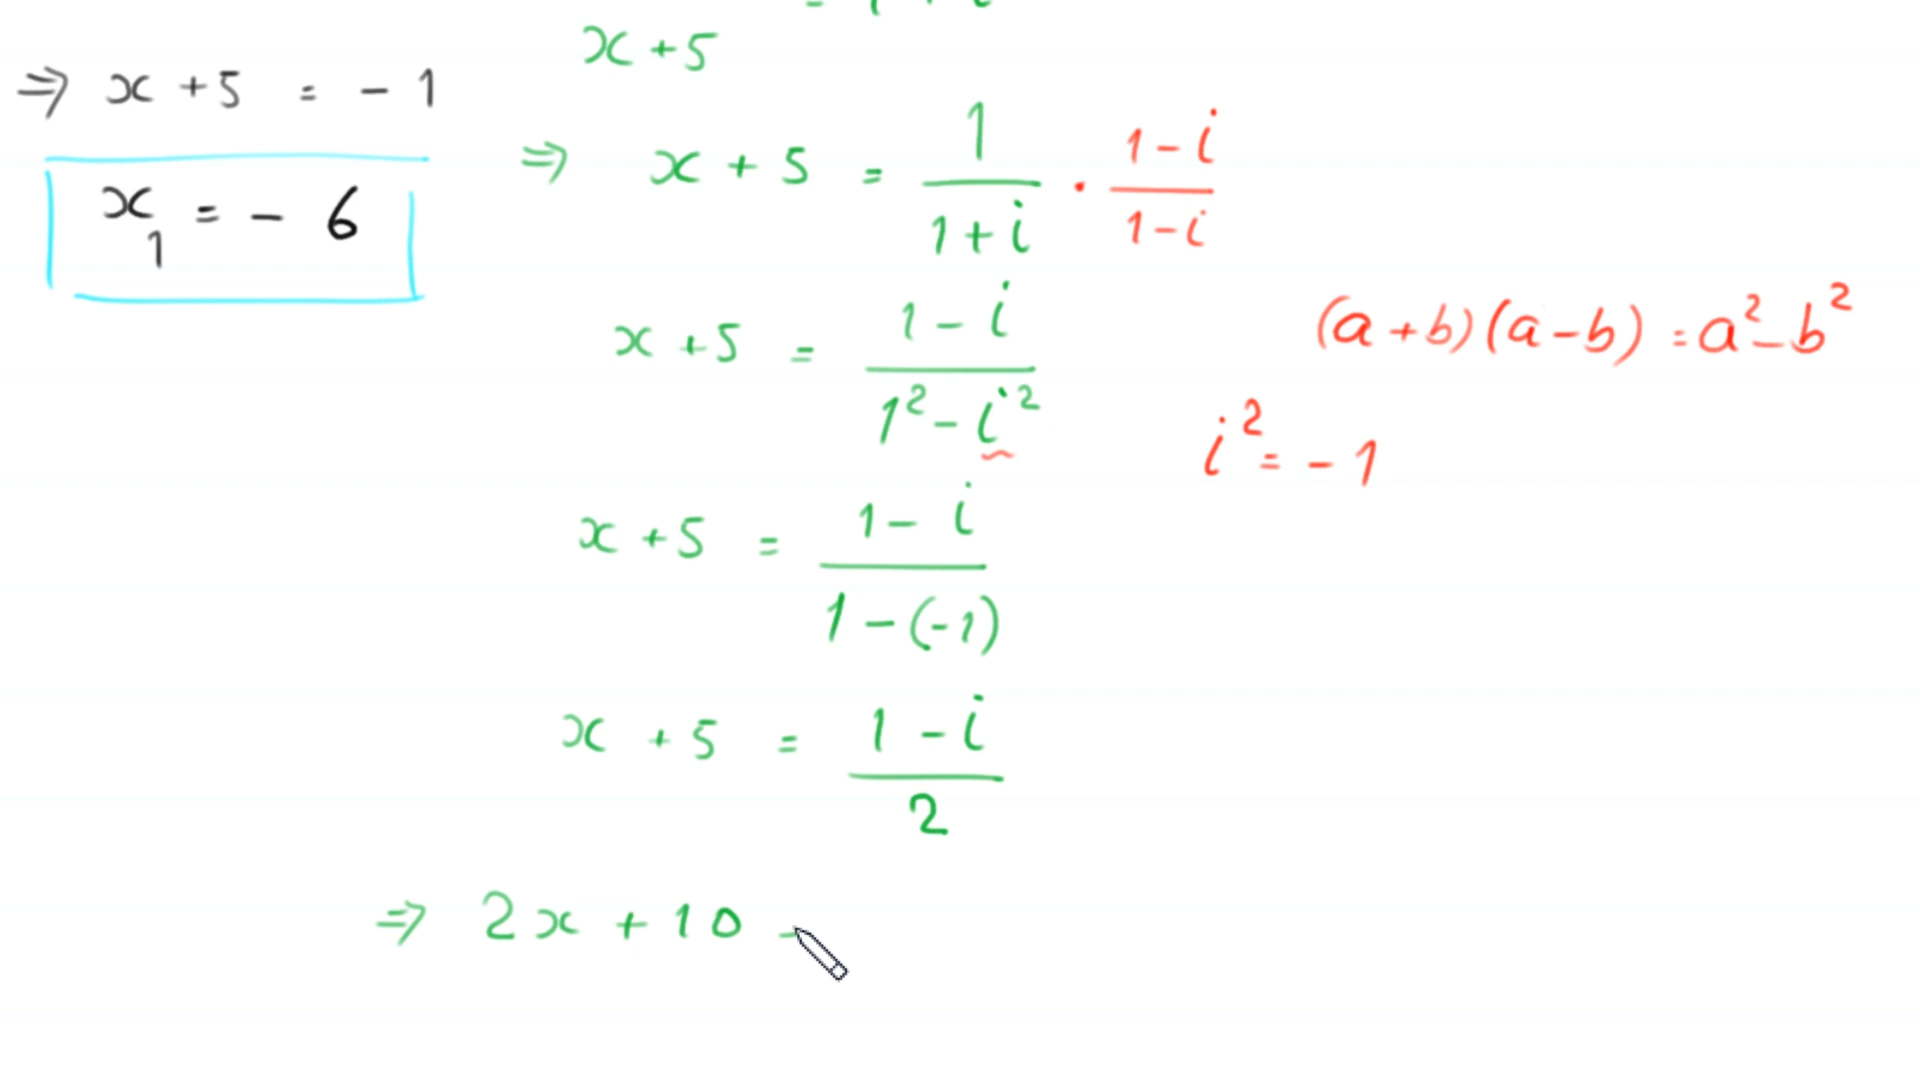 ⇒ x + 5 = - 1
x₁ = - 6
x + 5
⇒ x + 5 = 1/(1 + i) · (1 - i)/(1 - i)
x + 5 = (1 - i)/(1² - i²)
(a + b)(a - b) = a² - b²
i² = - 1
x + 5 = (1 - i)/(1 - (-1))
x + 5 = (1 - i)/2
⇒ 2x + 10 -